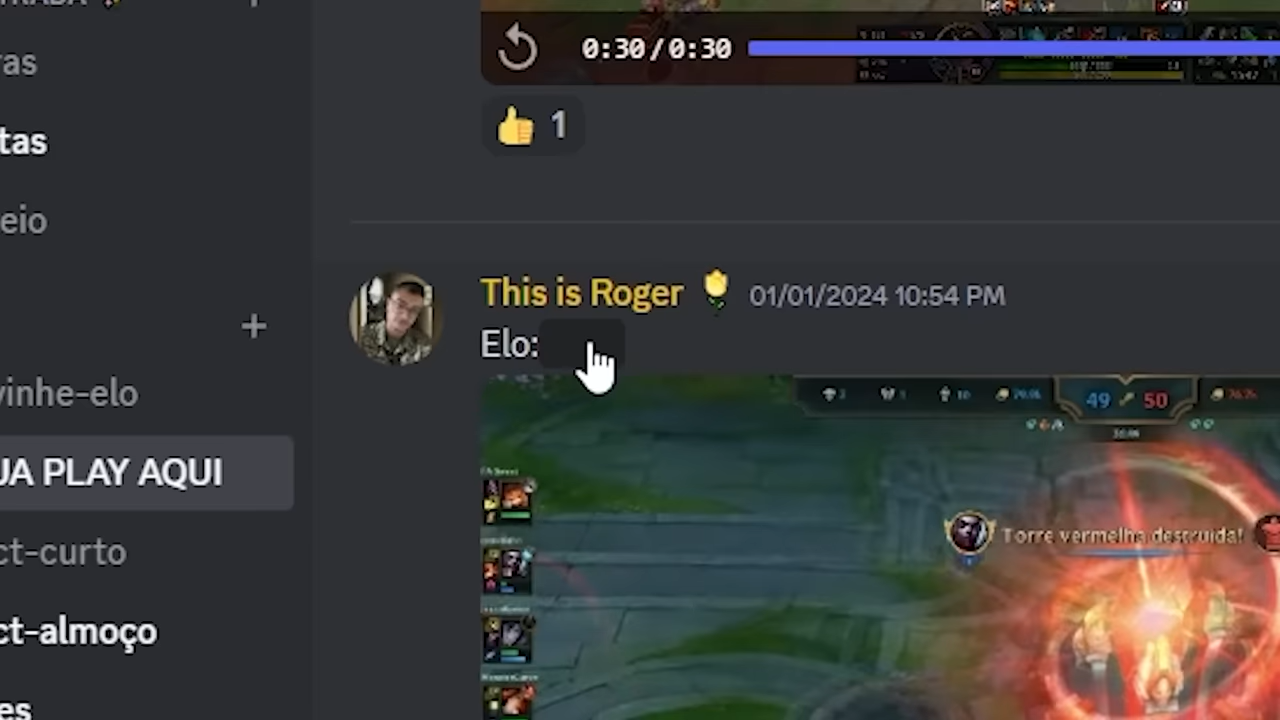 as
0:30/0:30
tas
👍 1
eio
This is Roger 🌷 01/01/2024 10:54 PM
Elo:
vinhe-elo
49 50
UA PLAY AQUI
Torre vermelha destruída!
ct-curto
ct-almoço
es